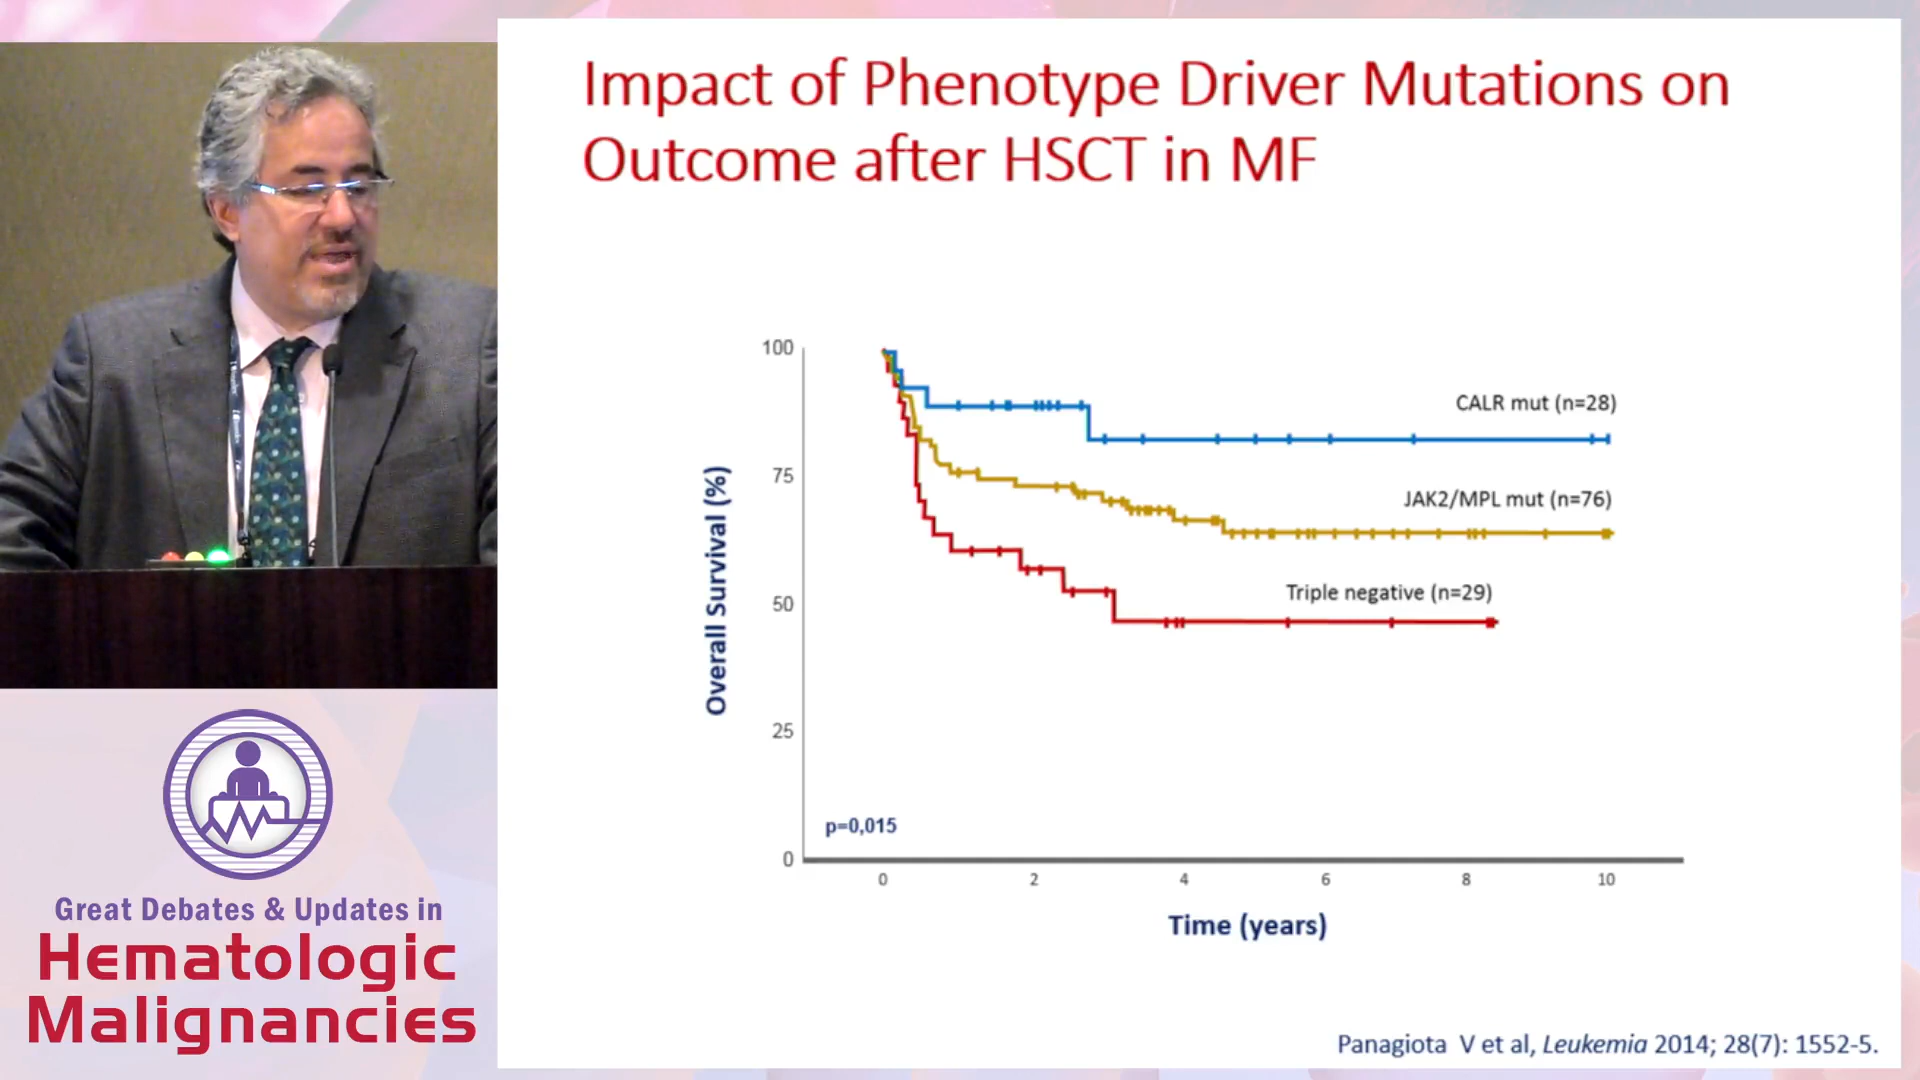 Impact of Phenotype Driver Mutations on
Outcome after HSCT in MF
100
75
50
25
0
Overall Survival (%)
CALR mut (n=28)
JAK2/MPL mut (n=76)
Triple negative (n=29)
p=0,015
0 2 4 6 8 10
Time (years)
Panagiota V et al, Leukemia 2014; 28(7): 1552-5.
Great Debates & Updates in
Hematologic
Malignancies